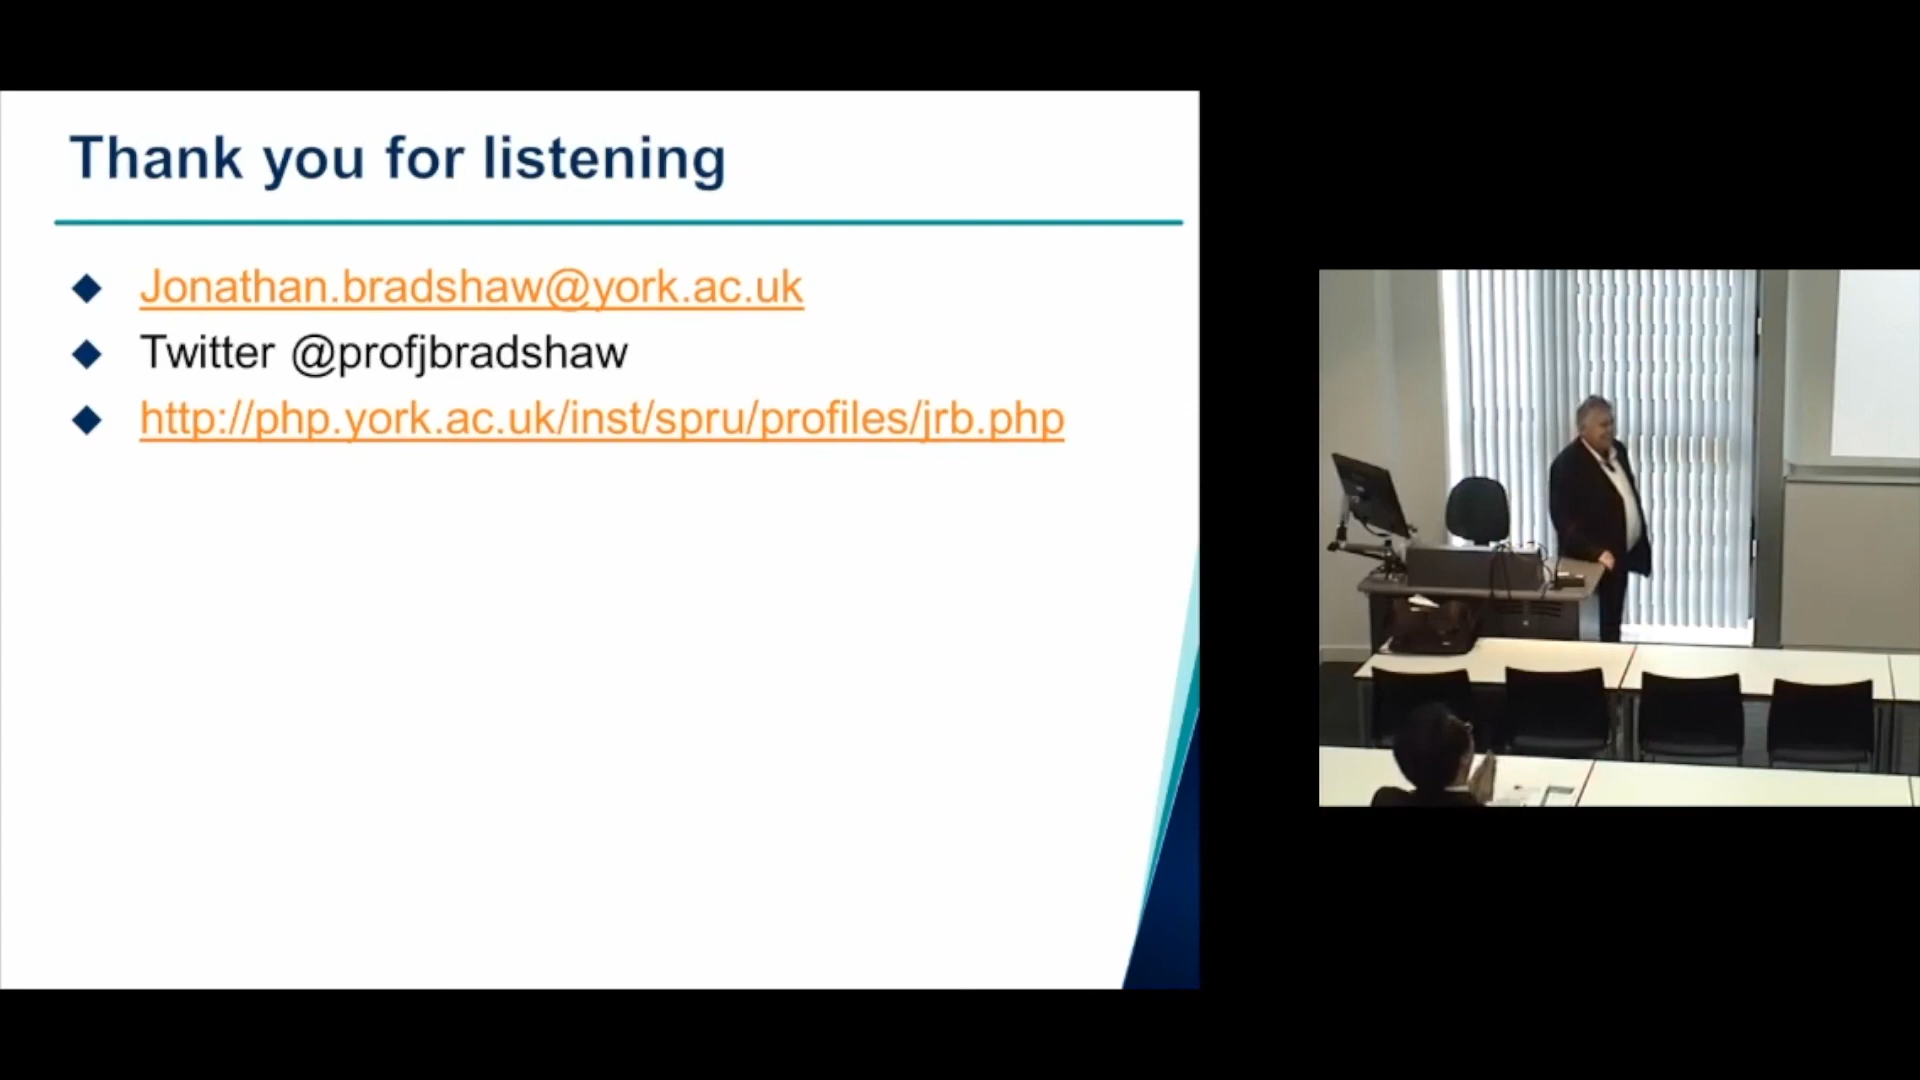 Thank you for listening
Jonathan.bradshaw@york.ac.uk
Twitter @profjbradshaw
http://php.york.ac.uk/inst/spru/profiles/jrb.php